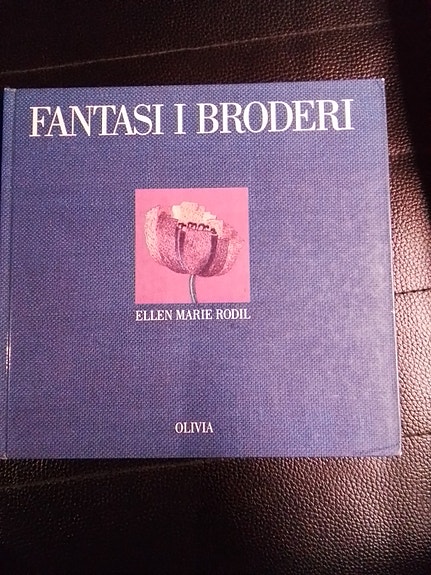 FANTASI I BRODERI
ELLEN MARIE RODIL
OLIVIA